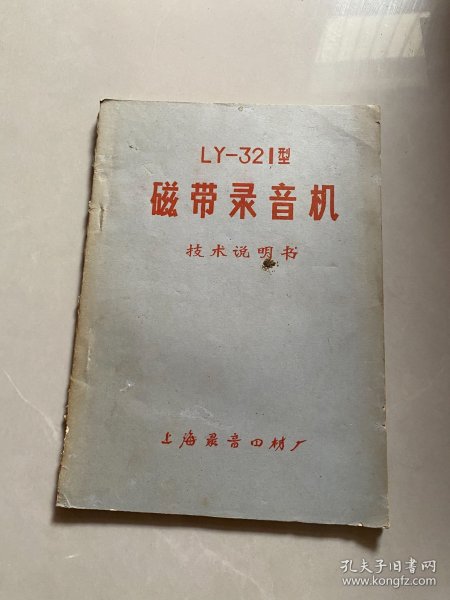 LY-321型
磁带录音机
技术说明书
上海录音四材厂
孔夫子旧书网
www.kongfz.com